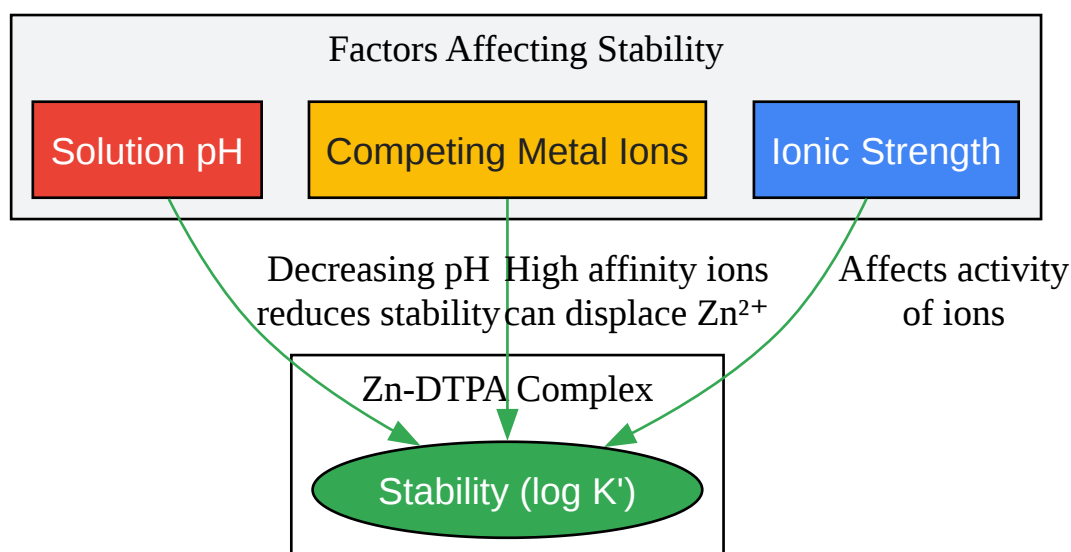 Factors Affecting Stability
Solution pH
Competing Metal Ions
Ionic Strength
Decreasing pH
reduces stability
High affinity ions
can displace Zn²⁺
Affects activity
of ions
Zn-DTPA Complex
Stability (log K')